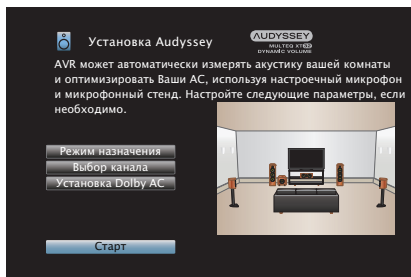 Установка Audyssey
AUDYSSEY
MULTEQ XT32
DYNAMIC VOLUME
AVR может автоматически измерять акустику вашей комнаты
и оптимизировать Ваши АС, используя настроечный микрофон
и микрофонный стенд. Настройте следующие параметры, если
необходимо.
Режим назначения
Выбор канала
Установка Dolby АС
Старт